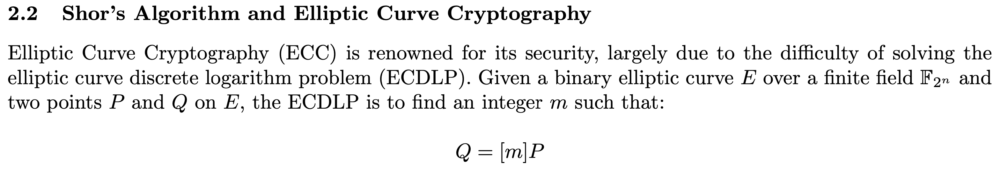 2.2 Shor's Algorithm and Elliptic Curve Cryptography
Elliptic Curve Cryptography (ECC) is renowned for its security, largely due to the difficulty of solving the
elliptic curve discrete logarithm problem (ECDLP). Given a binary elliptic curve E over a finite field 𝔽₂ⁿ and
two points P and Q on E, the ECDLP is to find an integer m such that:
Q = [m]P